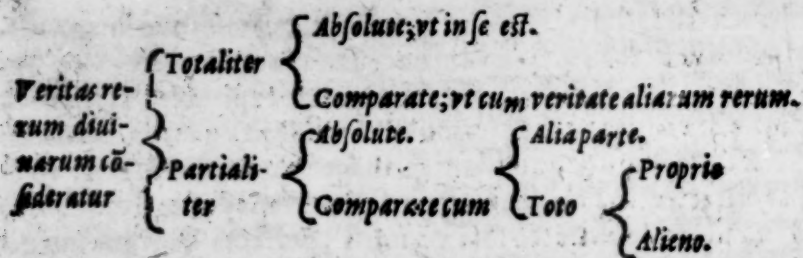 Veritas re-
rum diui-
narum cō-
ſideratur
Totaliter
Abſolute; vt in ſe eſt.
Comparate; vt cum veritate aliarum rerum.
Partiali-
ter
Abſolute.
Comparate cum
Alia parte.
Toto
Proprio
Alieno.